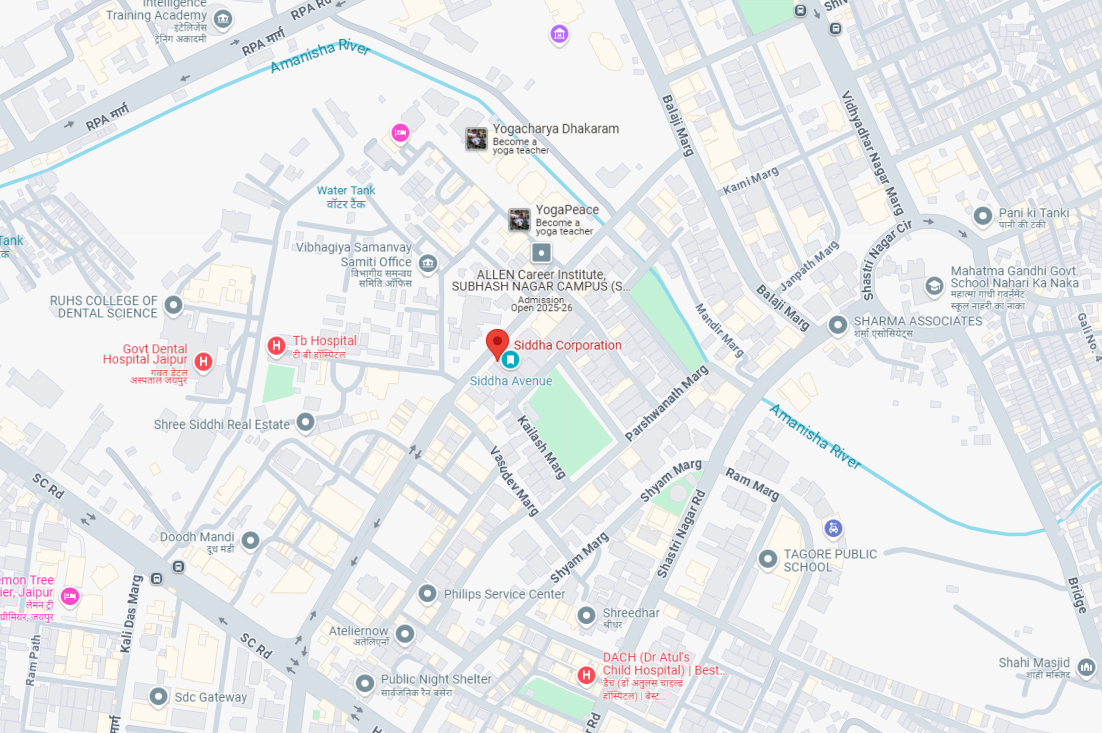 Intelligence
Training Academy
इंटेलिजेंस
ट्रेनिंग अकादमी
RPA Rd
RPA मार्ग
Amanisha River
RPA मार्ग
Balaji Marg
Vidhyadhar Nagar Marg
Yogacharya Dhakaram
Become a
yoga teacher
Kami Marg
Water Tank
वॉटर टैंक
YogaPeace
Become a
yoga teacher
Pani ki Tanki
पानी की टंकी
Tank
Vibhagiya Samanvay
Samiti Office
विभागीय समन्वय
समिति ऑफिस
Shastri Nagar Cir
Janpath Marg
ALLEN Career Institute,
SUBHASH NAGAR CAMPUS (S...
Admission
Open 2025-26
Mahatma Gandhi Govt.
School Nahari Ka Naka
महात्मा गांधी गवर्नमेंट
स्कूल नाहरी का नाका
RUHS COLLEGE OF
DENTAL SCIENCE
Balaji Marg
Mandir Marg
SHARMA ASSOCIATES
शर्मा एसोसिएट्स
Gali No. 4
Tb Hospital
टी बी हॉस्पिटल
Siddha Corporation
Govt Dental
Hospital Jaipur
गवत डेंटल
अस्पताल जयपुर
Siddha Avenue
Parshwanath Marg
Shree Siddhi Real Estate
Kailash Marg
Amanisha River
Vasudev Marg
Shyam Marg
Ram Marg
SC Rd
Shastri Nagar Rd
Doodh Mandi
दूध मंडी
Shyam Marg
TAGORE PUBLIC
SCHOOL
emon Tree
ier, Jaipur
लेमन ट्री
प्रीमियर, जयपुर
Kali Das Marg
Philips Service Center
Bridge
Shreedhar
श्रीधर
Ram Path
SC Rd
Ateliernow
अतेलिएर्नो
DACH (Dr Atul's
Child Hospital) | Best...
डैच (डॉ अतुलस चाइल्ड
हॉस्पिटल) | बेस्ट...
Shahi Masjid
शाही मस्जिद
Public Night Shelter
सार्वजनिक रैन बसेरा
Sdc Gateway
Rd